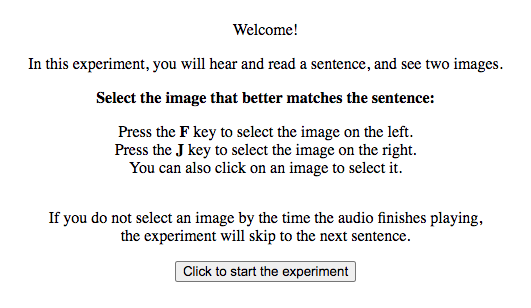 Welcome!
In this experiment, you will hear and read a sentence, and see two images.
Select the image that better matches the sentence:
Press the F key to select the image on the left.
Press the J key to select the image on the right.
You can also click on an image to select it.
If you do not select an image by the time the audio finishes playing,
the experiment will skip to the next sentence.
Click to start the experiment